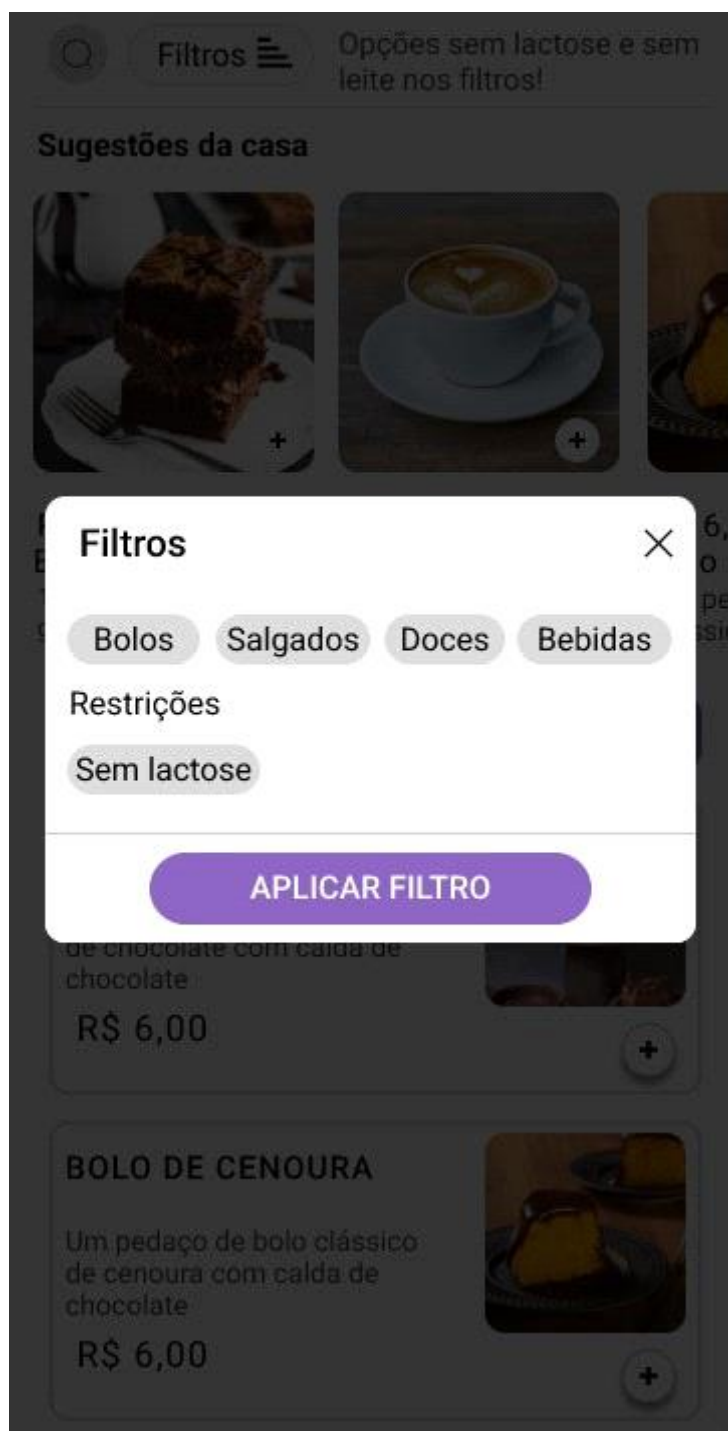 Filtros
Opções sem lactose e sem
leite nos filtros!
Sugestões da casa
+
+
6,
Filtros
Bolos Salgados Doces Bebidas
Restrições
Sem lactose
APLICAR FILTRO
de chocolate com calda de
chocolate
R$ 6,00
+
BOLO DE CENOURA
Um pedaço de bolo clássico
de cenoura com calda de
chocolate
R$ 6,00
+